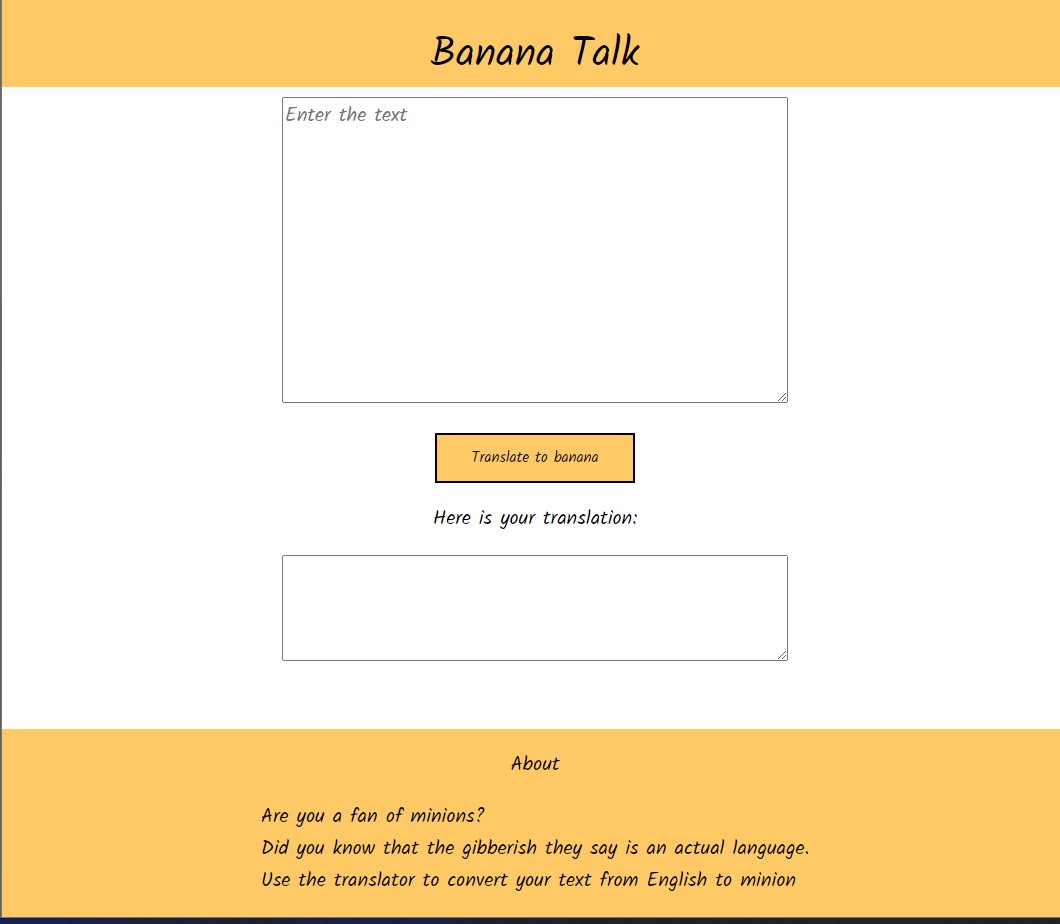 Banana Talk
Enter the text
Translate to banana
Here is your translation:
About
Are you a fan of minions?
Did you know that the gibberish they say is an actual language.
Use the translator to convert your text from English to minion